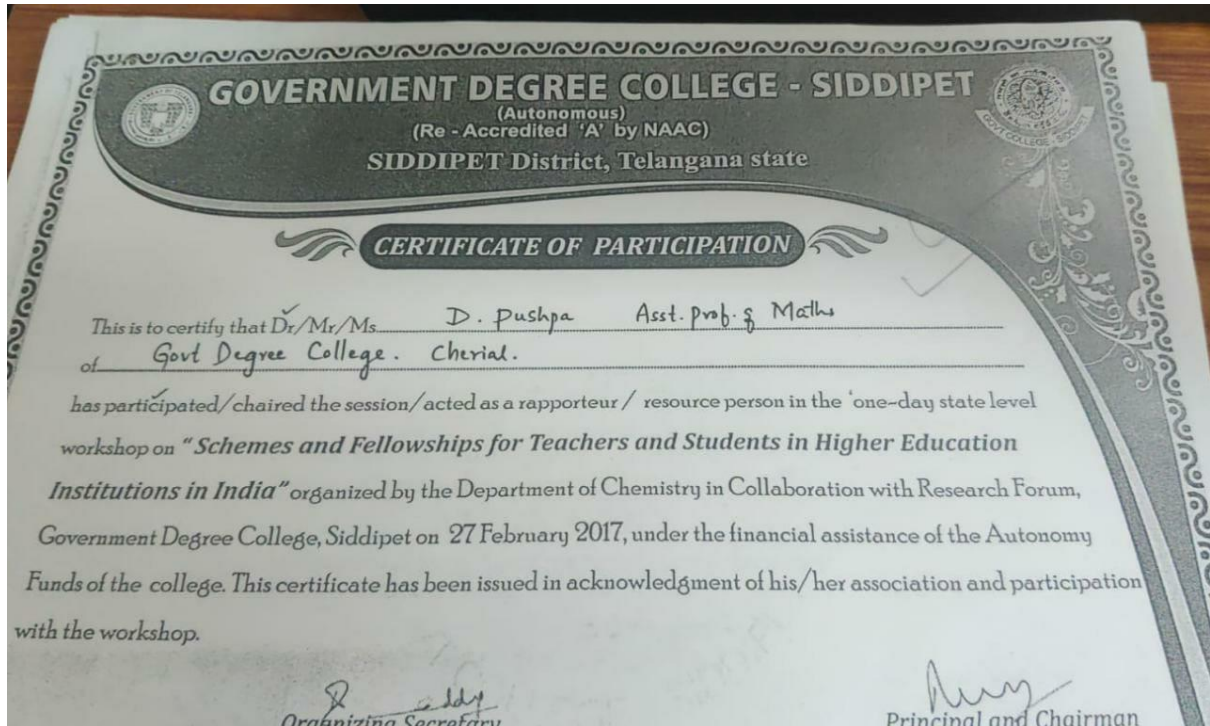 GOVERNMENT DEGREE COLLEGE - SIDDIPET
(Autonomous)
(Re - Accredited 'A' by NAAC)
SIDDIPET District, Telangana state
GOVT COLLEGE - SIDDIPET
CERTIFICATE OF PARTICIPATION
This is to certify that Dr/Mr/Ms D. Pushpa Asst. prof. of Maths
of Govt Degree College. Cherial.
has participated/chaired the session/acted as a rapporteur / resource person in the 'one-day state level
workshop on "Schemes and Fellowships for Teachers and Students in Higher Education
Institutions in India" organized by the Department of Chemistry in Collaboration with Research Forum,
Government Degree College, Siddipet on 27 February 2017, under the financial assistance of the Autonomy
Funds of the college. This certificate has been issued in acknowledgment of his/her association and participation
with the workshop.
Organizing Secretary
Principal and Chairman